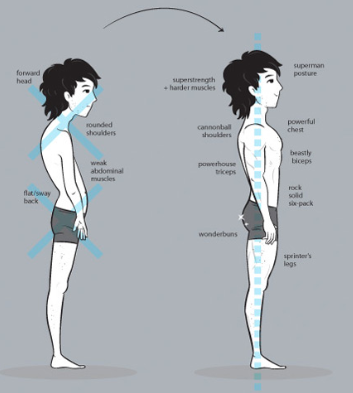 forward
head
rounded
shoulders
weak
abdominal
muscles
flat/sway
back
superman
posture
superstrength
+ harder muscles
powerful
chest
cannonball
shoulders
beastly
biceps
powerhouse
triceps
rock
solid
six-pack
wonderbuns
sprinter's
legs